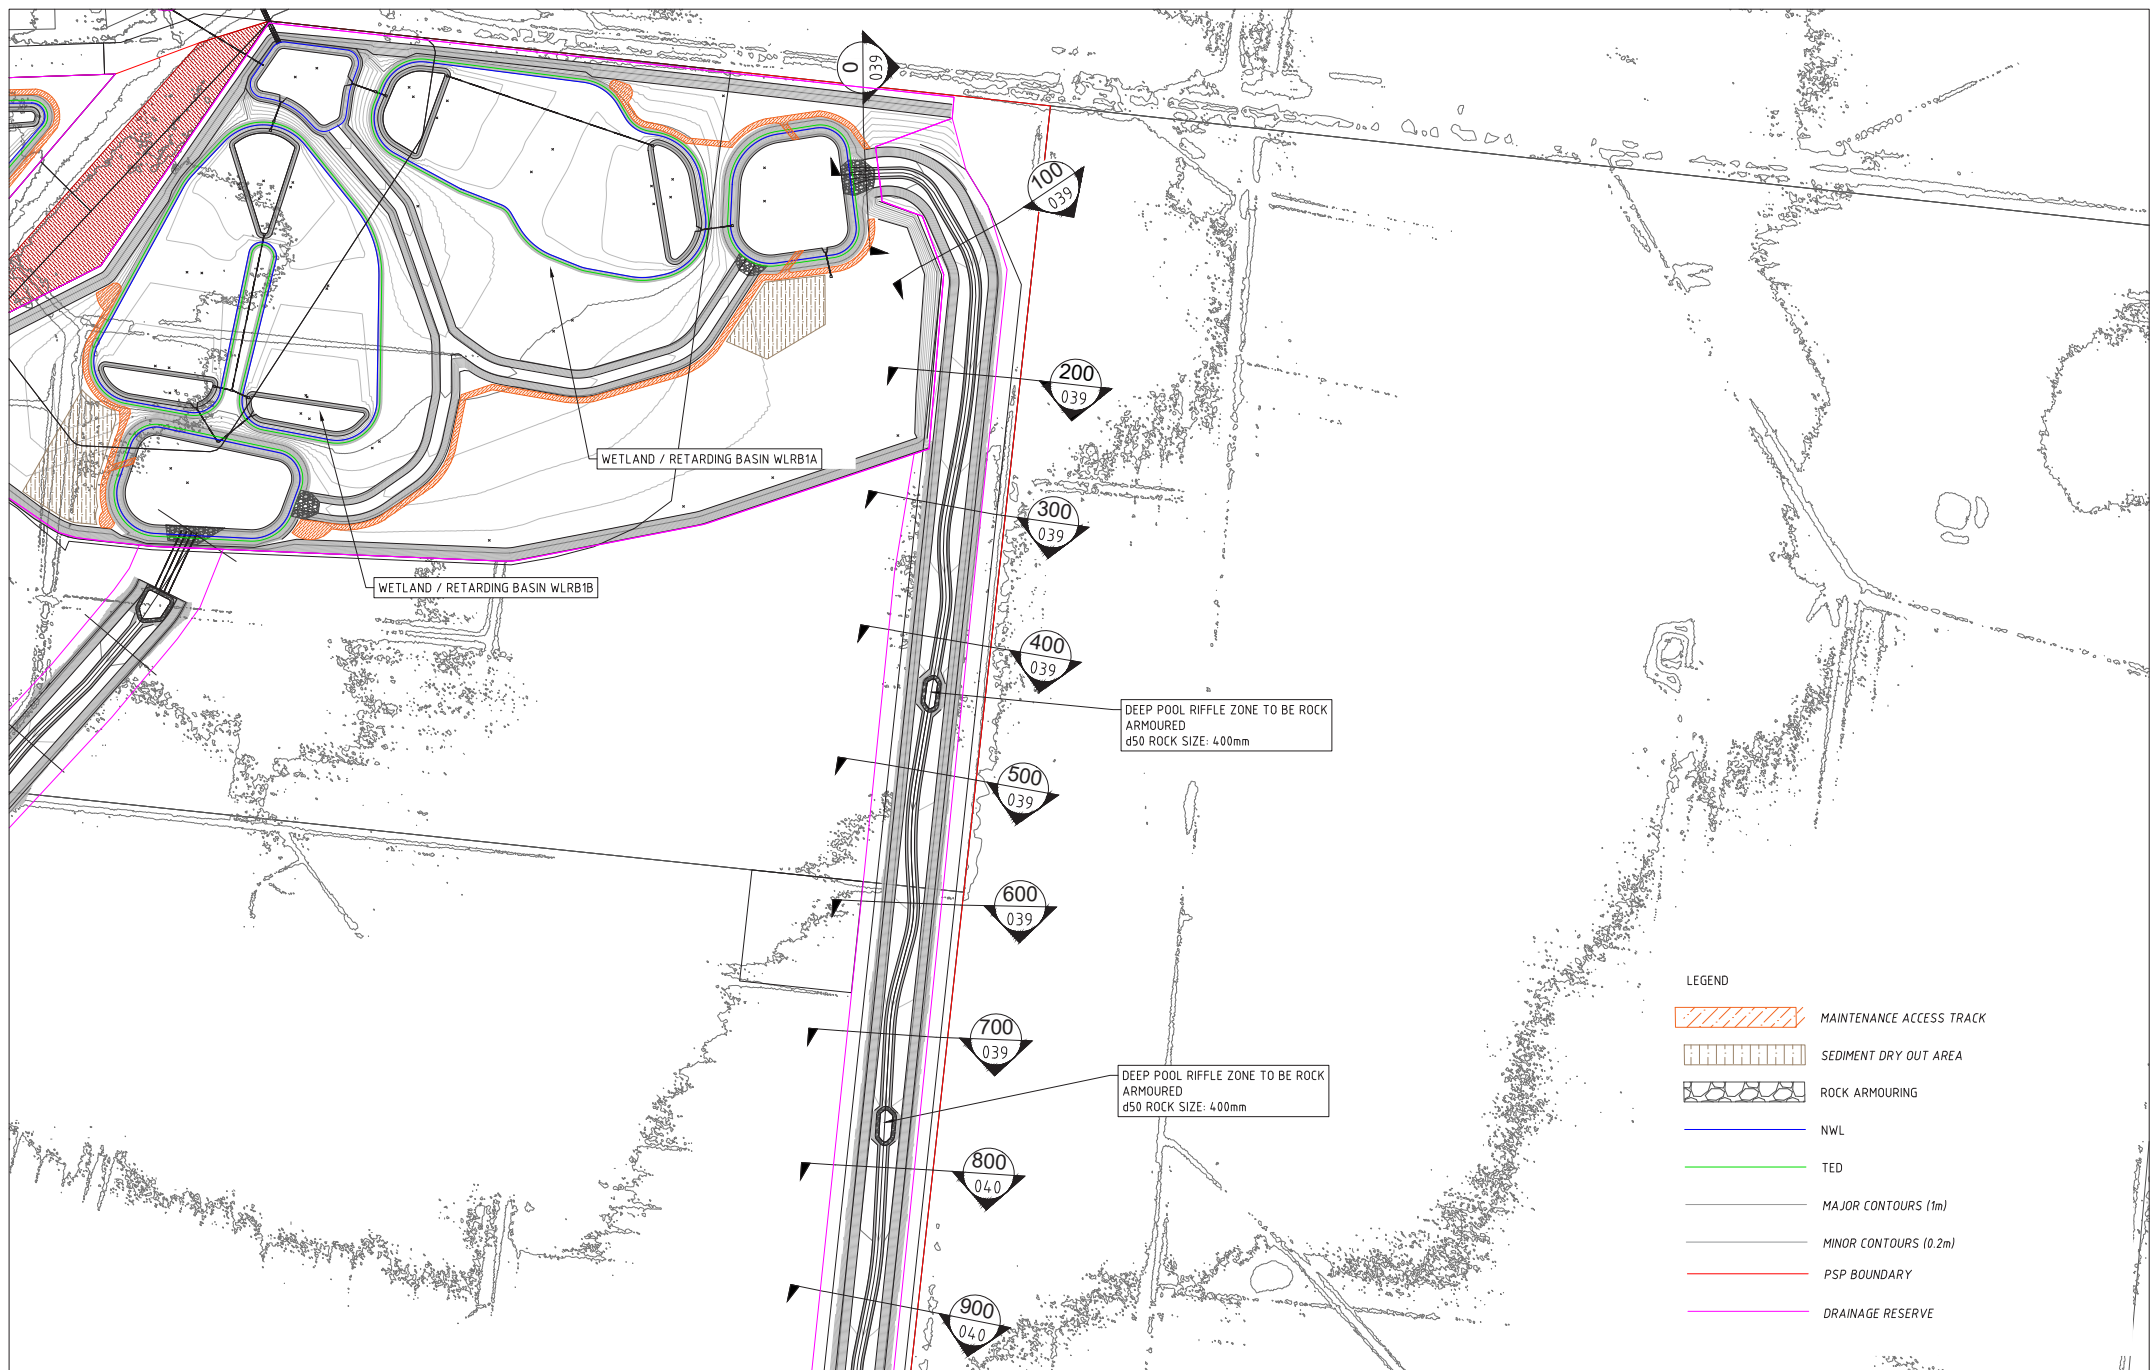 0
039
100
039
200
039
WETLAND / RETARDING BASIN WLRB1A
300
039
WETLAND / RETARDING BASIN WLRB1B
400
039
DEEP POOL RIFFLE ZONE TO BE ROCK
ARMOURED
d50 ROCK SIZE: 400mm
500
039
600
039
700
039
DEEP POOL RIFFLE ZONE TO BE ROCK
ARMOURED
d50 ROCK SIZE: 400mm
800
040
900
040
LEGEND
MAINTENANCE ACCESS TRACK
SEDIMENT DRY OUT AREA
ROCK ARMOURING
NWL
TED
MAJOR CONTOURS (1m)
MINOR CONTOURS (0.2m)
PSP BOUNDARY
DRAINAGE RESERVE